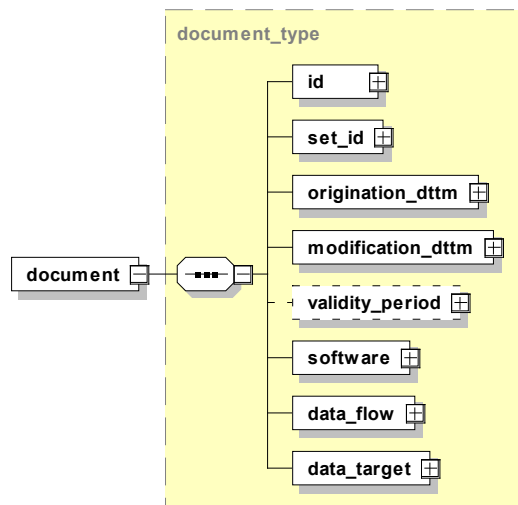 document_type
id
set_id
origination_dttm
modification_dttm
document
validity_period
software
data_flow
data_target